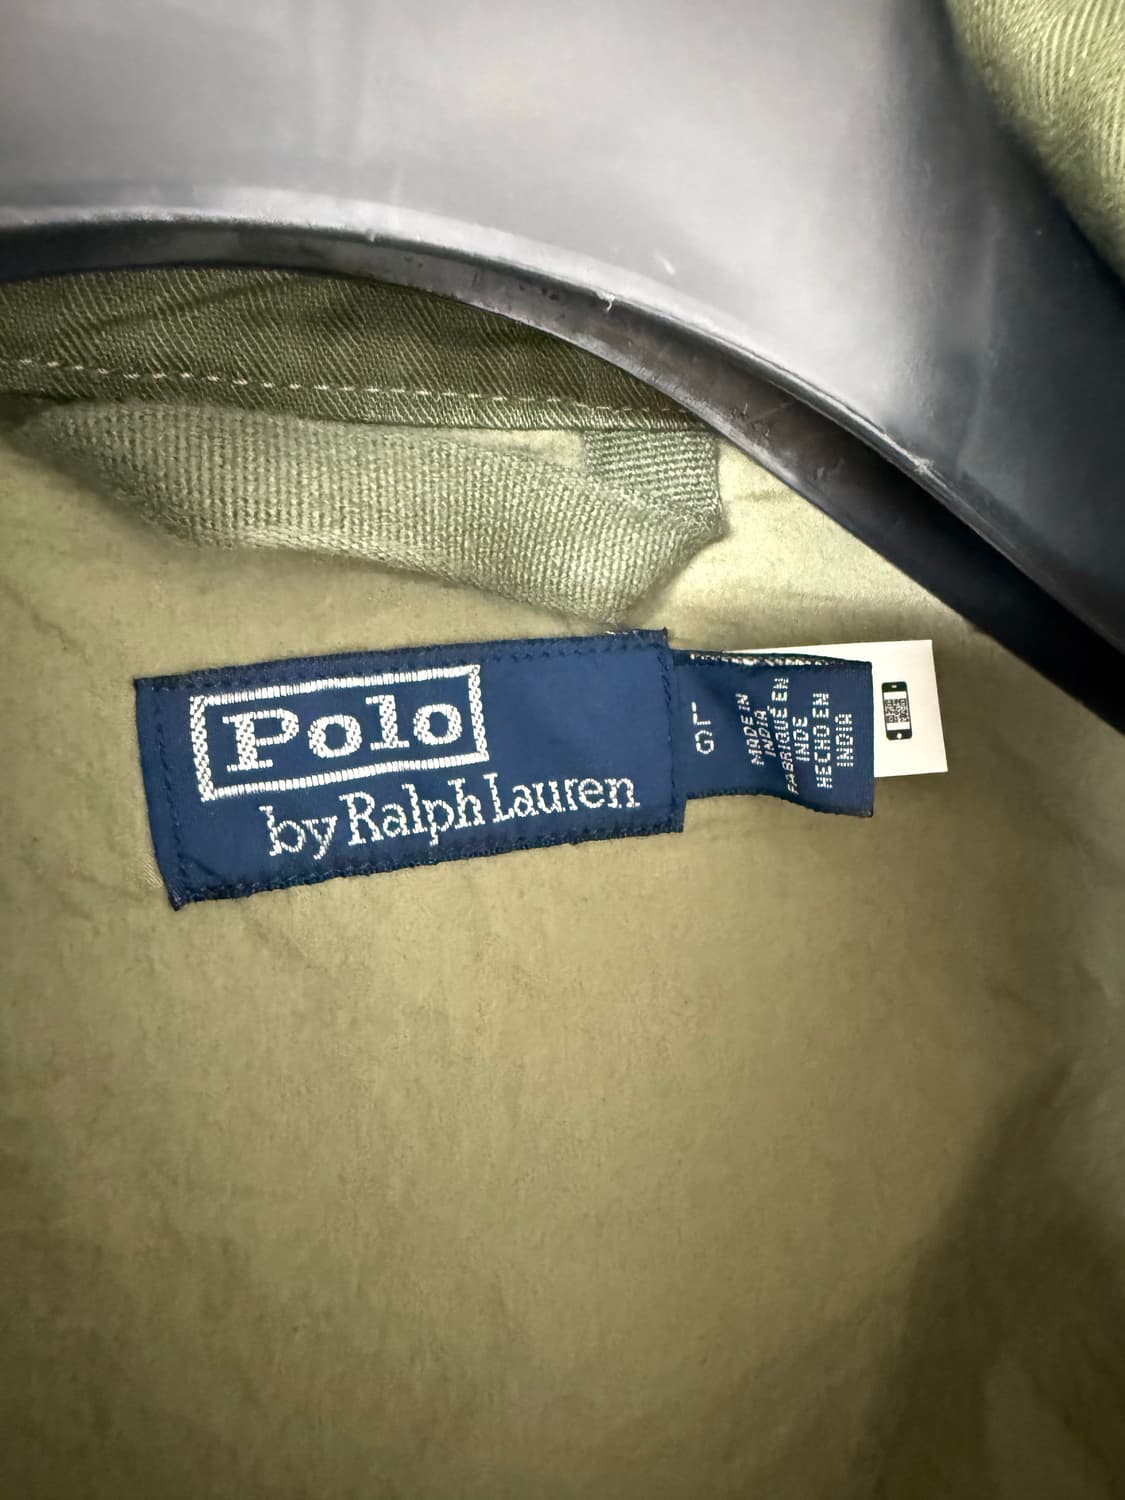 Polo
by Ralph Lauren
L
G
MADE IN
INDIA
FABRIQUÉ EN
INDE
HECHO EN
INDIA